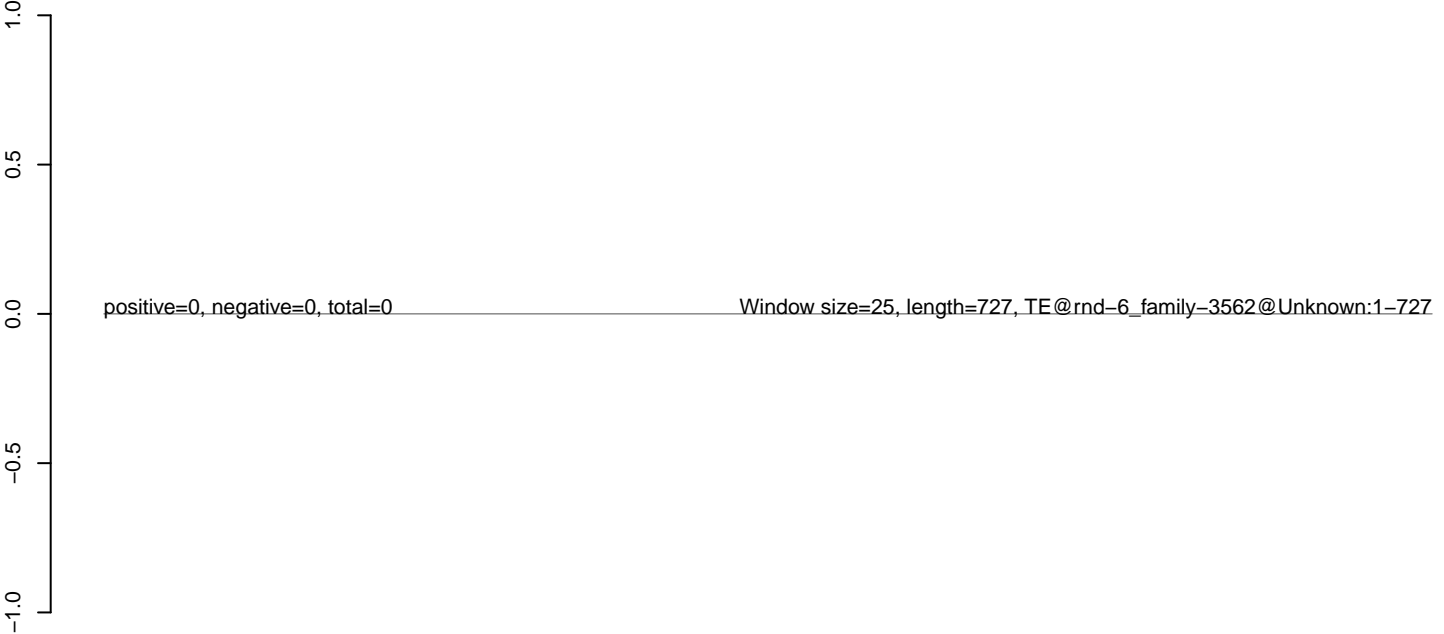 1.0
0.5
0.0
−0.5
−1.0
positive=0, negative=0, total=0
Window size=25, length=727, TE@rnd−6_family−3562@Unknown:1−727